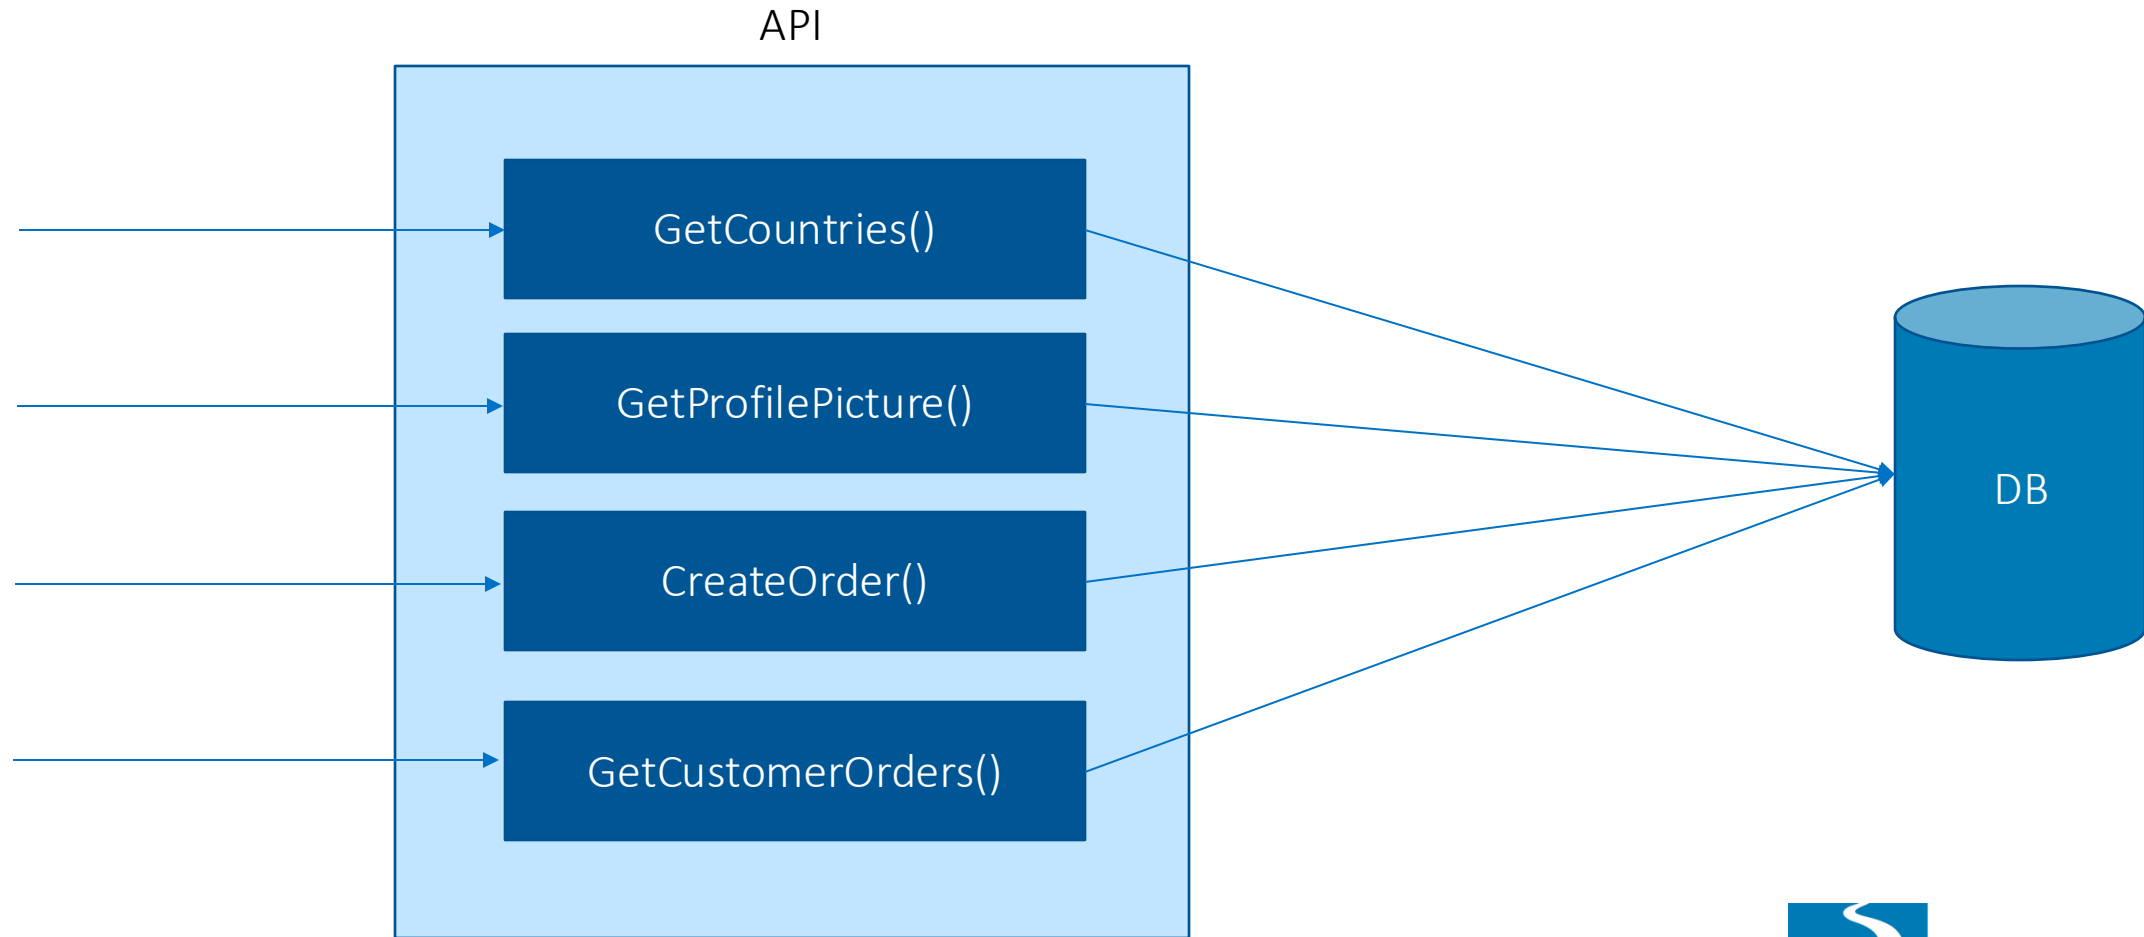 API
GetCountries()
GetProfilePicture()
CreateOrder()
GetCustomerOrders()
DB